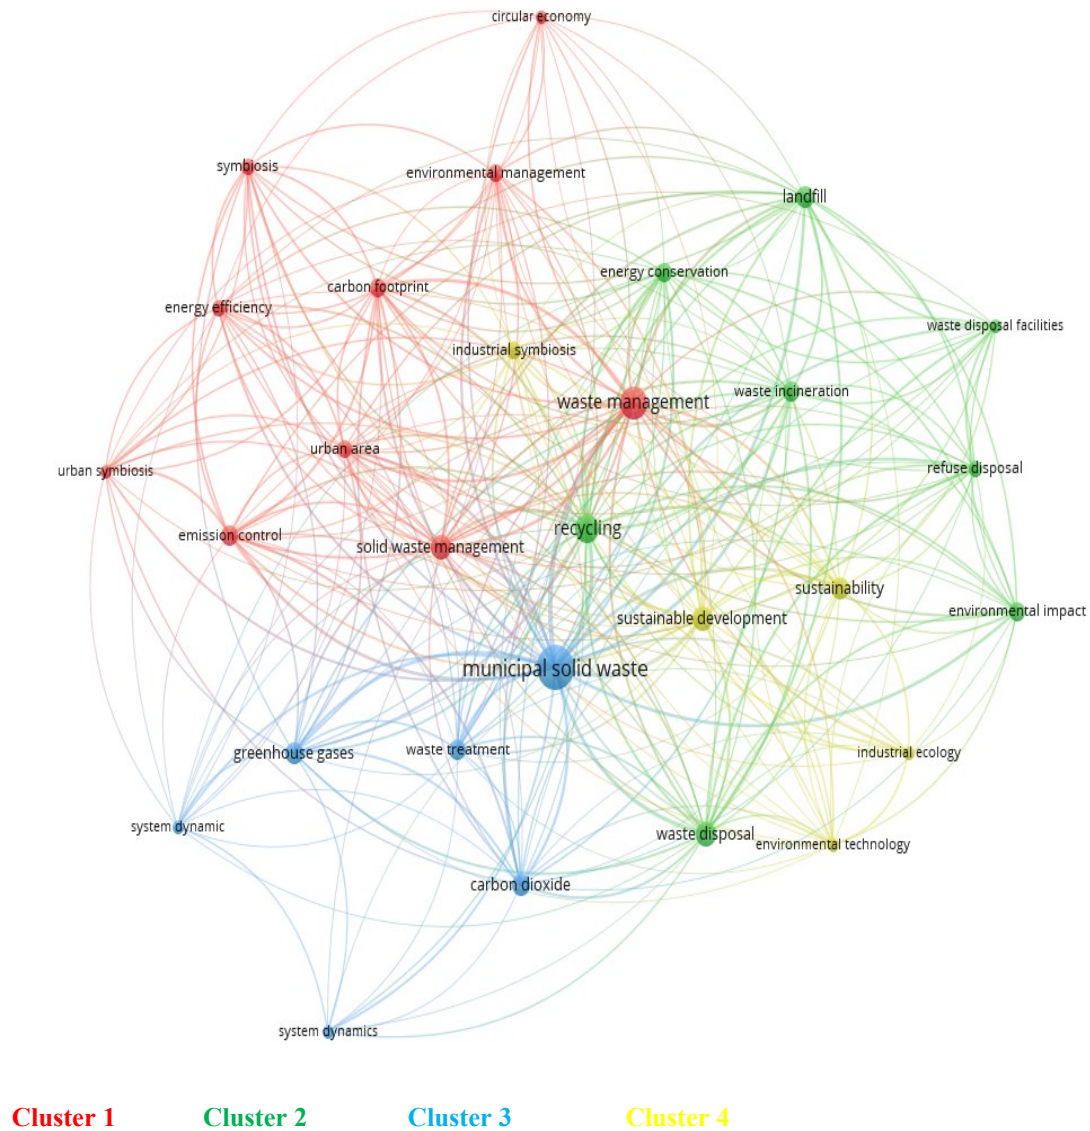 circular economy
symbiosis
environmental management
landfill
energy conservation
carbon footprint
energy efficiency
waste disposal facilities
industrial symbiosis
waste incineration
waste management
urban area
refuse disposal
urban symbiosis
recycling
emission control
solid waste management
sustainability
environmental impact
sustainable development
municipal solid waste
greenhouse gases
waste treatment
industrial ecology
system dynamic
waste disposal
environmental technology
carbon dioxide
system dynamics
Cluster 1 Cluster 2 Cluster 3 Cluster 4